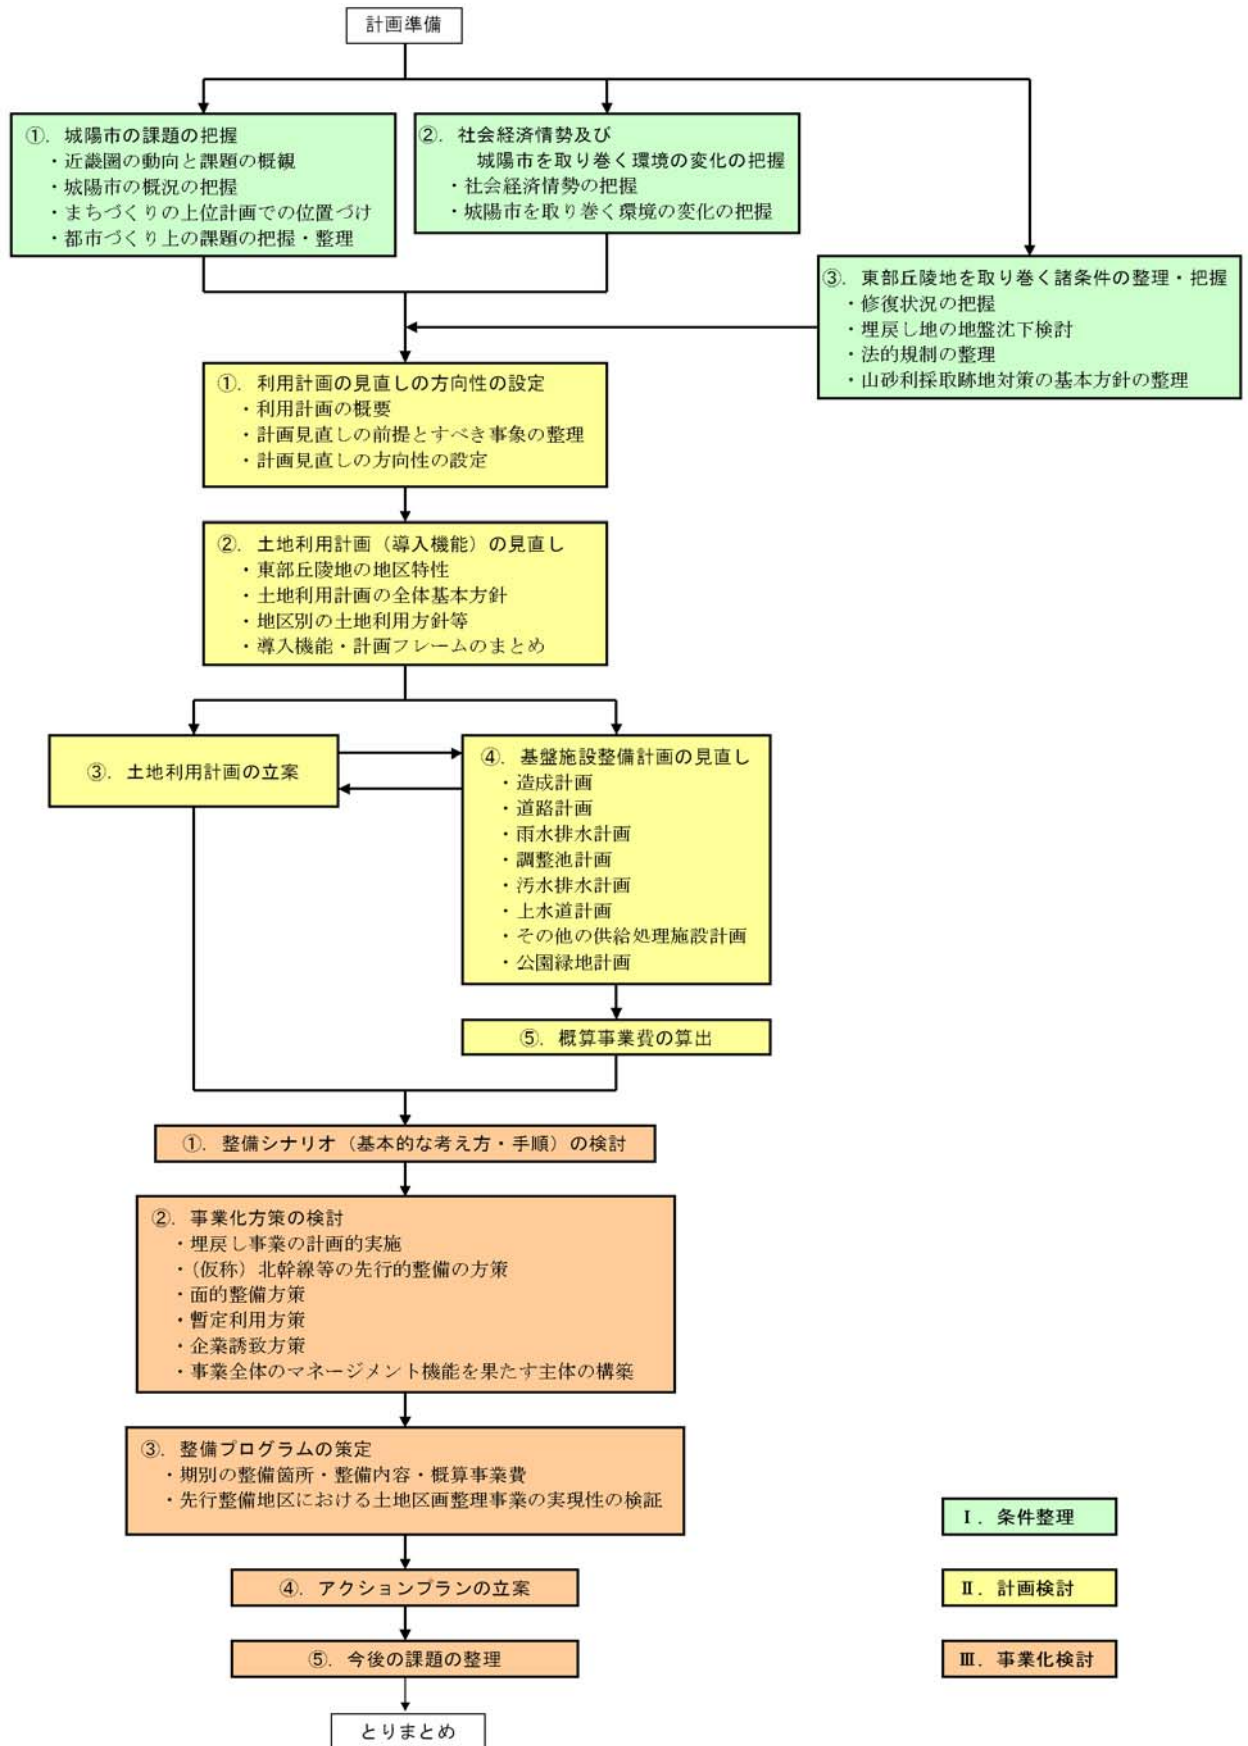 計画準備
①．城陽市の課題の把握
・近畿圏の動向と課題の概観
・城陽市の概況の把握
・まちづくりの上位計画での位置づけ
・都市づくり上の課題の把握・整理
②．社会経済情勢及び
城陽市を取り巻く環境の変化の把握
・社会経済情勢の把握
・城陽市を取り巻く環境の変化の把握
③．東部丘陵地を取り巻く諸条件の整理・把握
・修復状況の把握
・埋戻し地の地盤沈下検討
・法的規制の整理
・山砂利採取跡地対策の基本方針の整理
①．利用計画の見直しの方向性の設定
・利用計画の概要
・計画見直しの前提とすべき事象の整理
・計画見直しの方向性の設定
②．土地利用計画（導入機能）の見直し
・東部丘陵地の地区特性
・土地利用計画の全体基本方針
・地区別の土地利用方針等
・導入機能・計画フレームのまとめ
③．土地利用計画の立案
④．基盤施設整備計画の見直し
・造成計画
・道路計画
・雨水排水計画
・調整池計画
・汚水排水計画
・上水道計画
・その他の供給処理施設計画
・公園緑地計画
⑤．概算事業費の算出
①．整備シナリオ（基本的な考え方・手順）の検討
②．事業化方策の検討
・埋戻し事業の計画的実施
・（仮称）北幹線等の先行的整備の方策
・面的整備方策
・暫定利用方策
・企業誘致方策
・事業全体のマネージメント機能を果たす主体の構築
③．整備プログラムの策定
・期別の整備箇所・整備内容・概算事業費
・先行整備地区における土地区画整理事業の実現性の検証
④．アクションプランの立案
⑤．今後の課題の整理
とりまとめ
Ⅰ．条件整理
Ⅱ．計画検討
Ⅲ．事業化検討